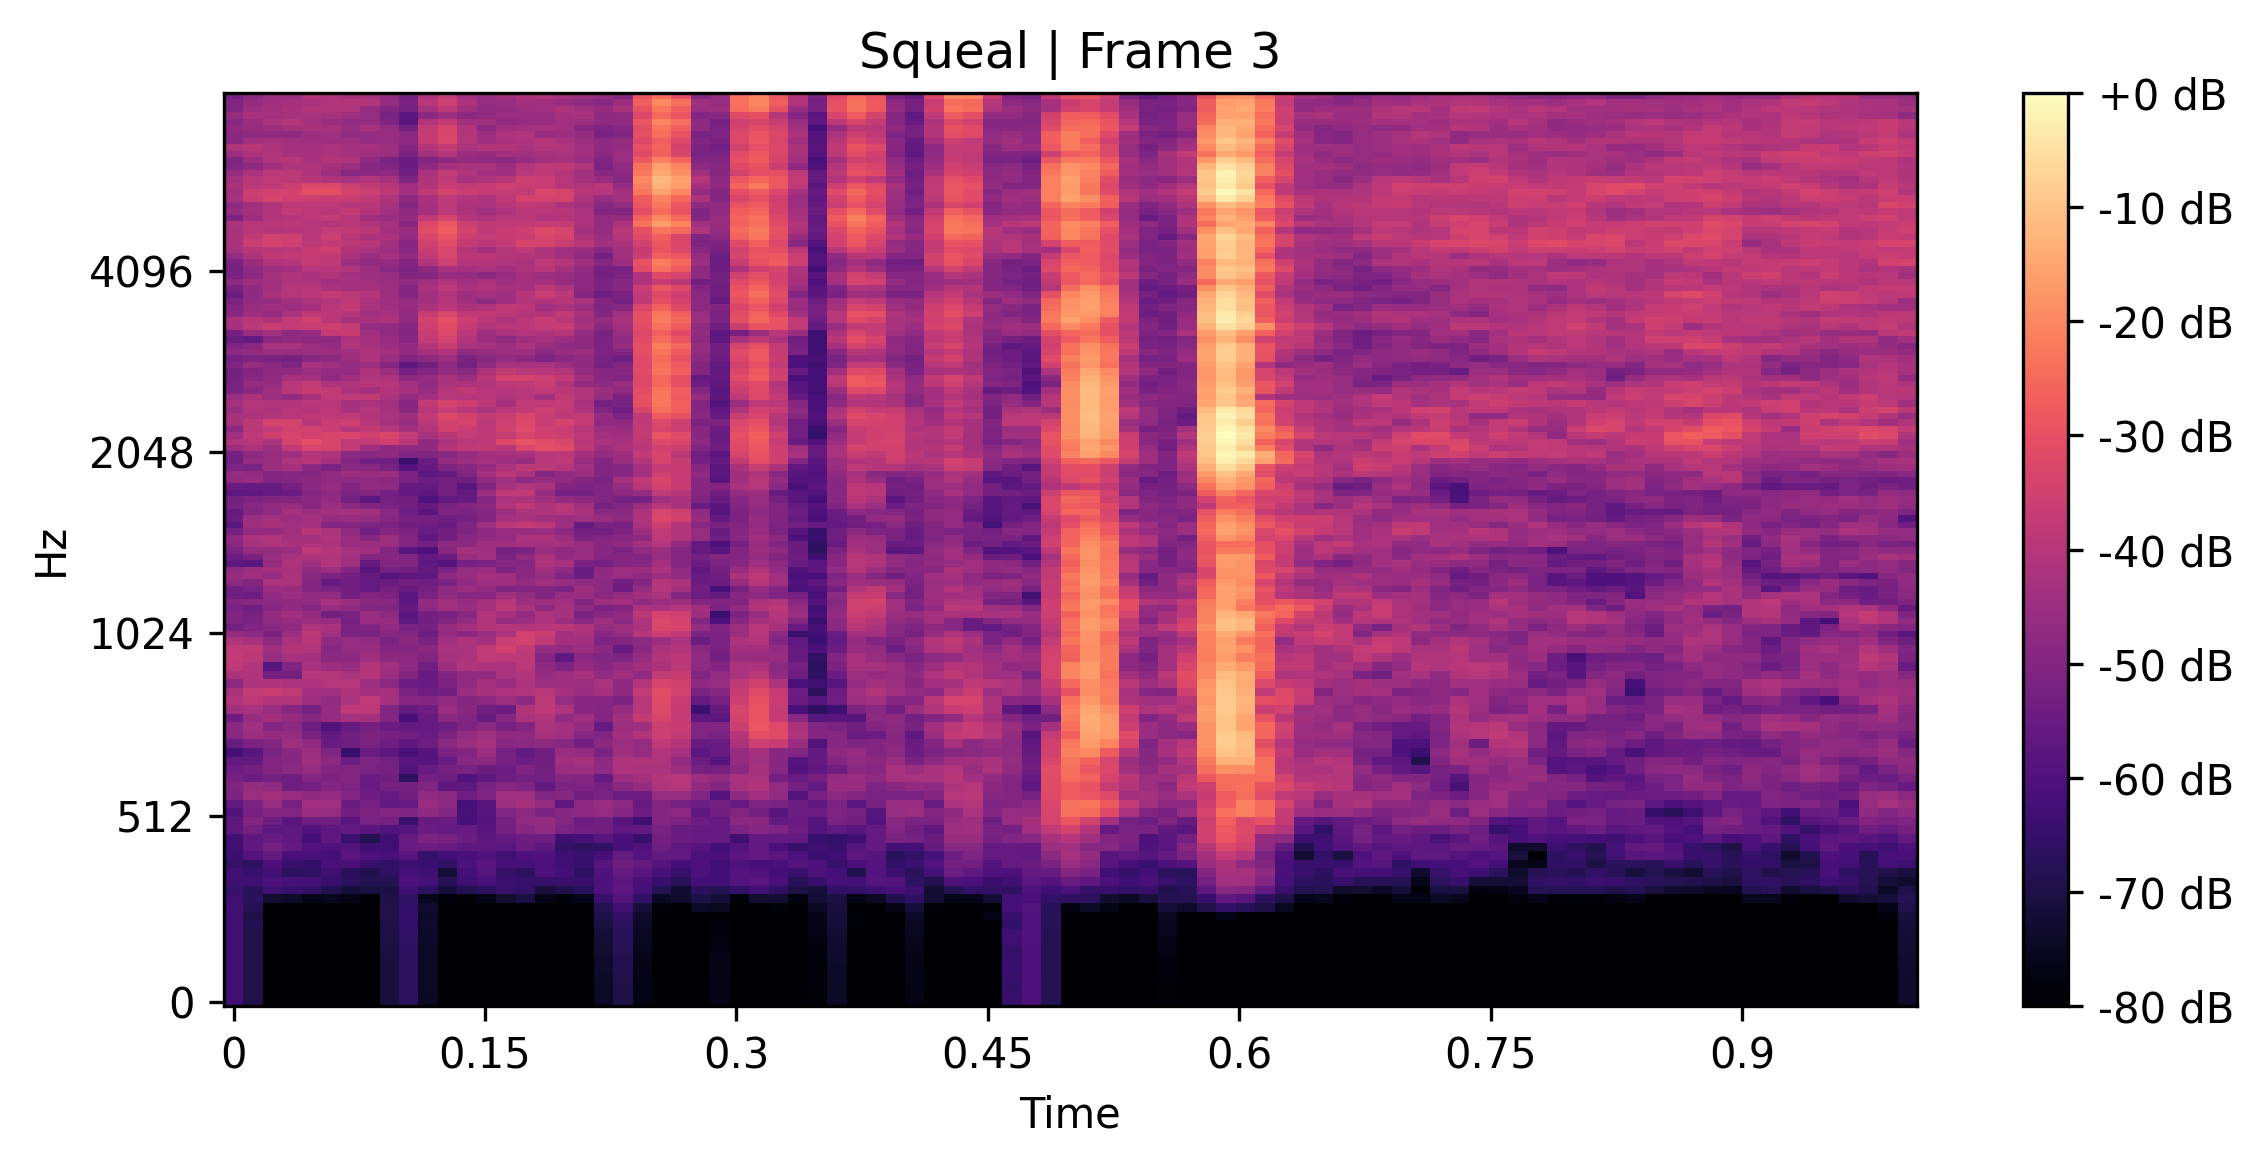 Squeal | Frame 3
+0 dB
-10 dB
-20 dB
-30 dB
-40 dB
-50 dB
-60 dB
-70 dB
-80 dB
Hz
4096
2048
1024
512
0
0 0.15 0.3 0.45 0.6 0.75 0.9
Time